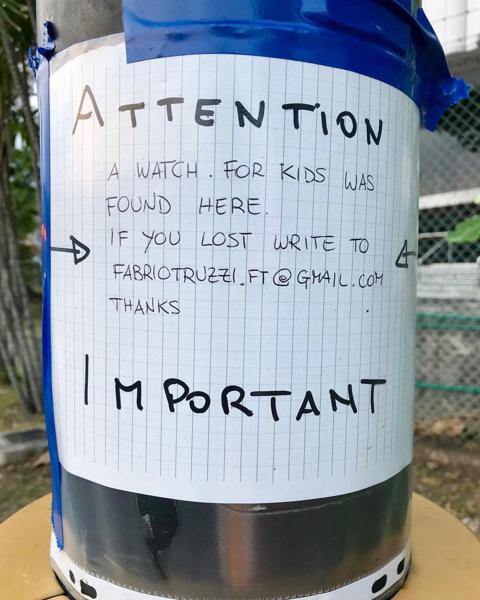 ATTENTION
A WATCH. FOR KIDS WAS
FOUND HERE.
IF YOU LOST WRITE TO
FABRIOTRUZZI.FT@GMAIL.COM
THANKS
IMPORTANT